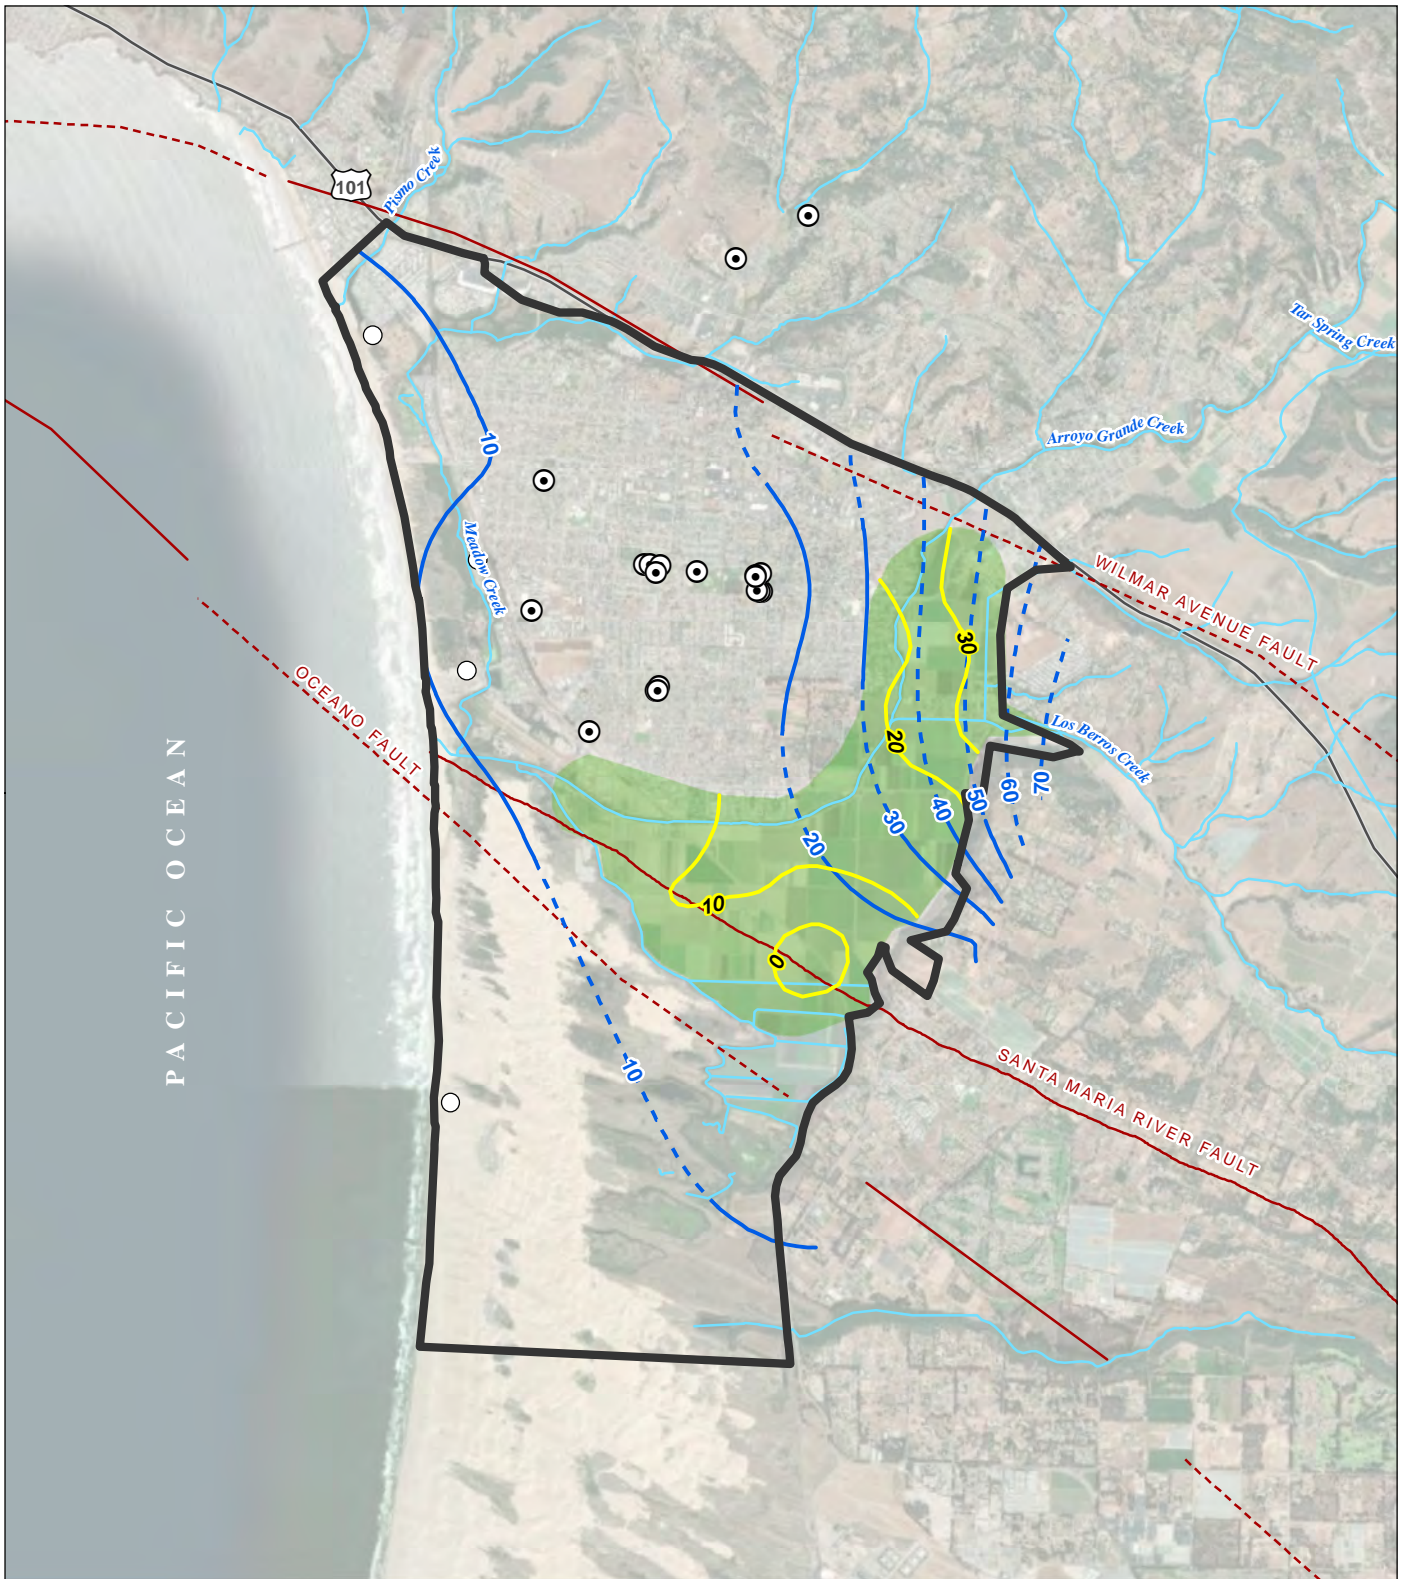 101
Pismo Creek
Tar Spring Creek
Arroyo Grande Creek
10
Meadow Creek
WILMAR AVENUE FAULT
30
OCEANO FAULT
20
Los Berros Creek
PACIFIC OCEAN
70
60
50
40
30
20
10
0
10
SANTA MARIA RIVER FAULT